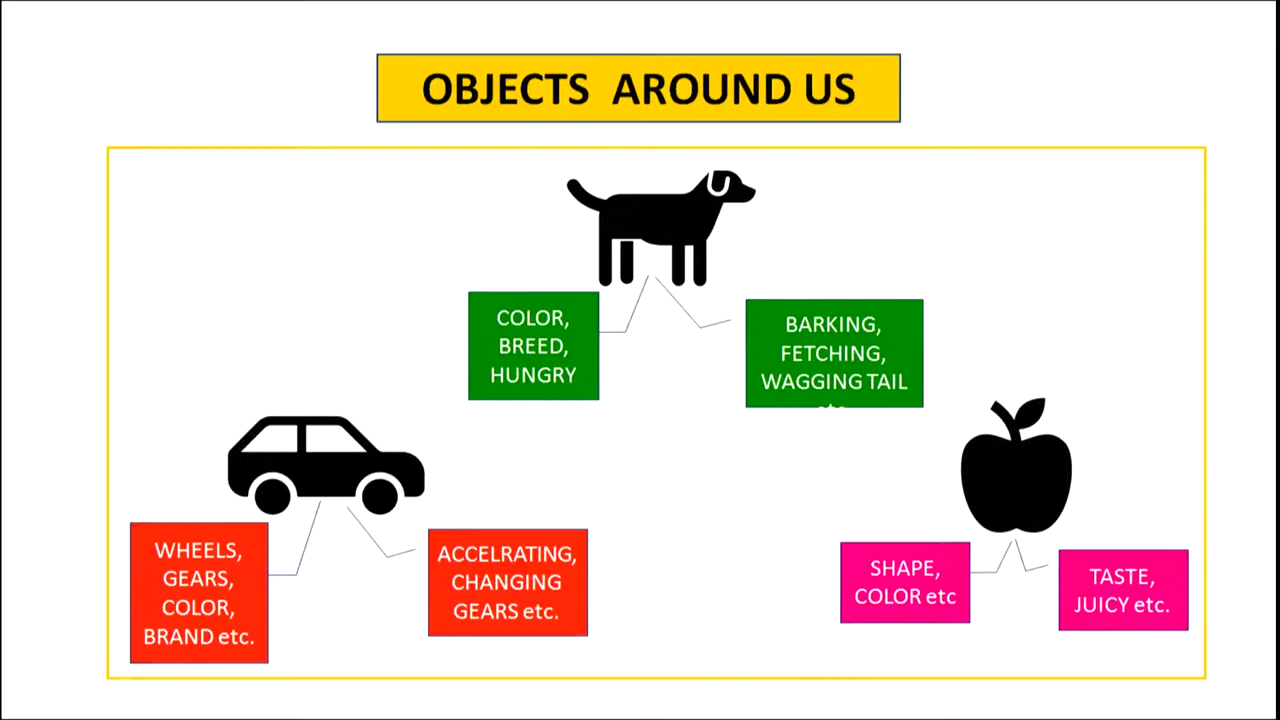 OBJECTS AROUND US
COLOR,
BREED,
HUNGRY
BARKING,
FETCHING,
WAGGING TAIL
etc
WHEELS,
GEARS,
COLOR,
BRAND etc.
ACCELRATING,
CHANGING
GEARS etc.
SHAPE,
COLOR etc
TASTE,
JUICY etc.